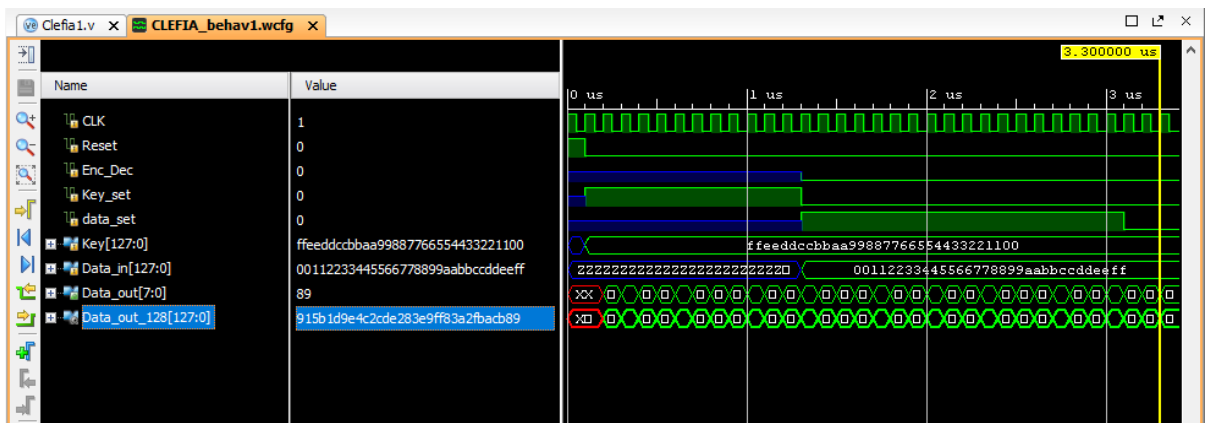 Clefia1.v CLEFIA_behav1.wcfg
3.300000 us
Name Value
0 us 1 us 2 us 3 us
CLK 1
Reset 0
Enc_Dec 0
Key_set 0
data_set 0
Key[127:0] ffeeddccbbaa99887766554433221100 ffeeddccbbaa99887766554433221100
Data_in[127:0] 00112233445566778899aabbccddeeff 00112233445566778899aabbccddeeff
Data_out[7:0] 89 XX
Data_out_128[127:0] 915b1d9e4c2cde283e9ff83a2fbacb89 X